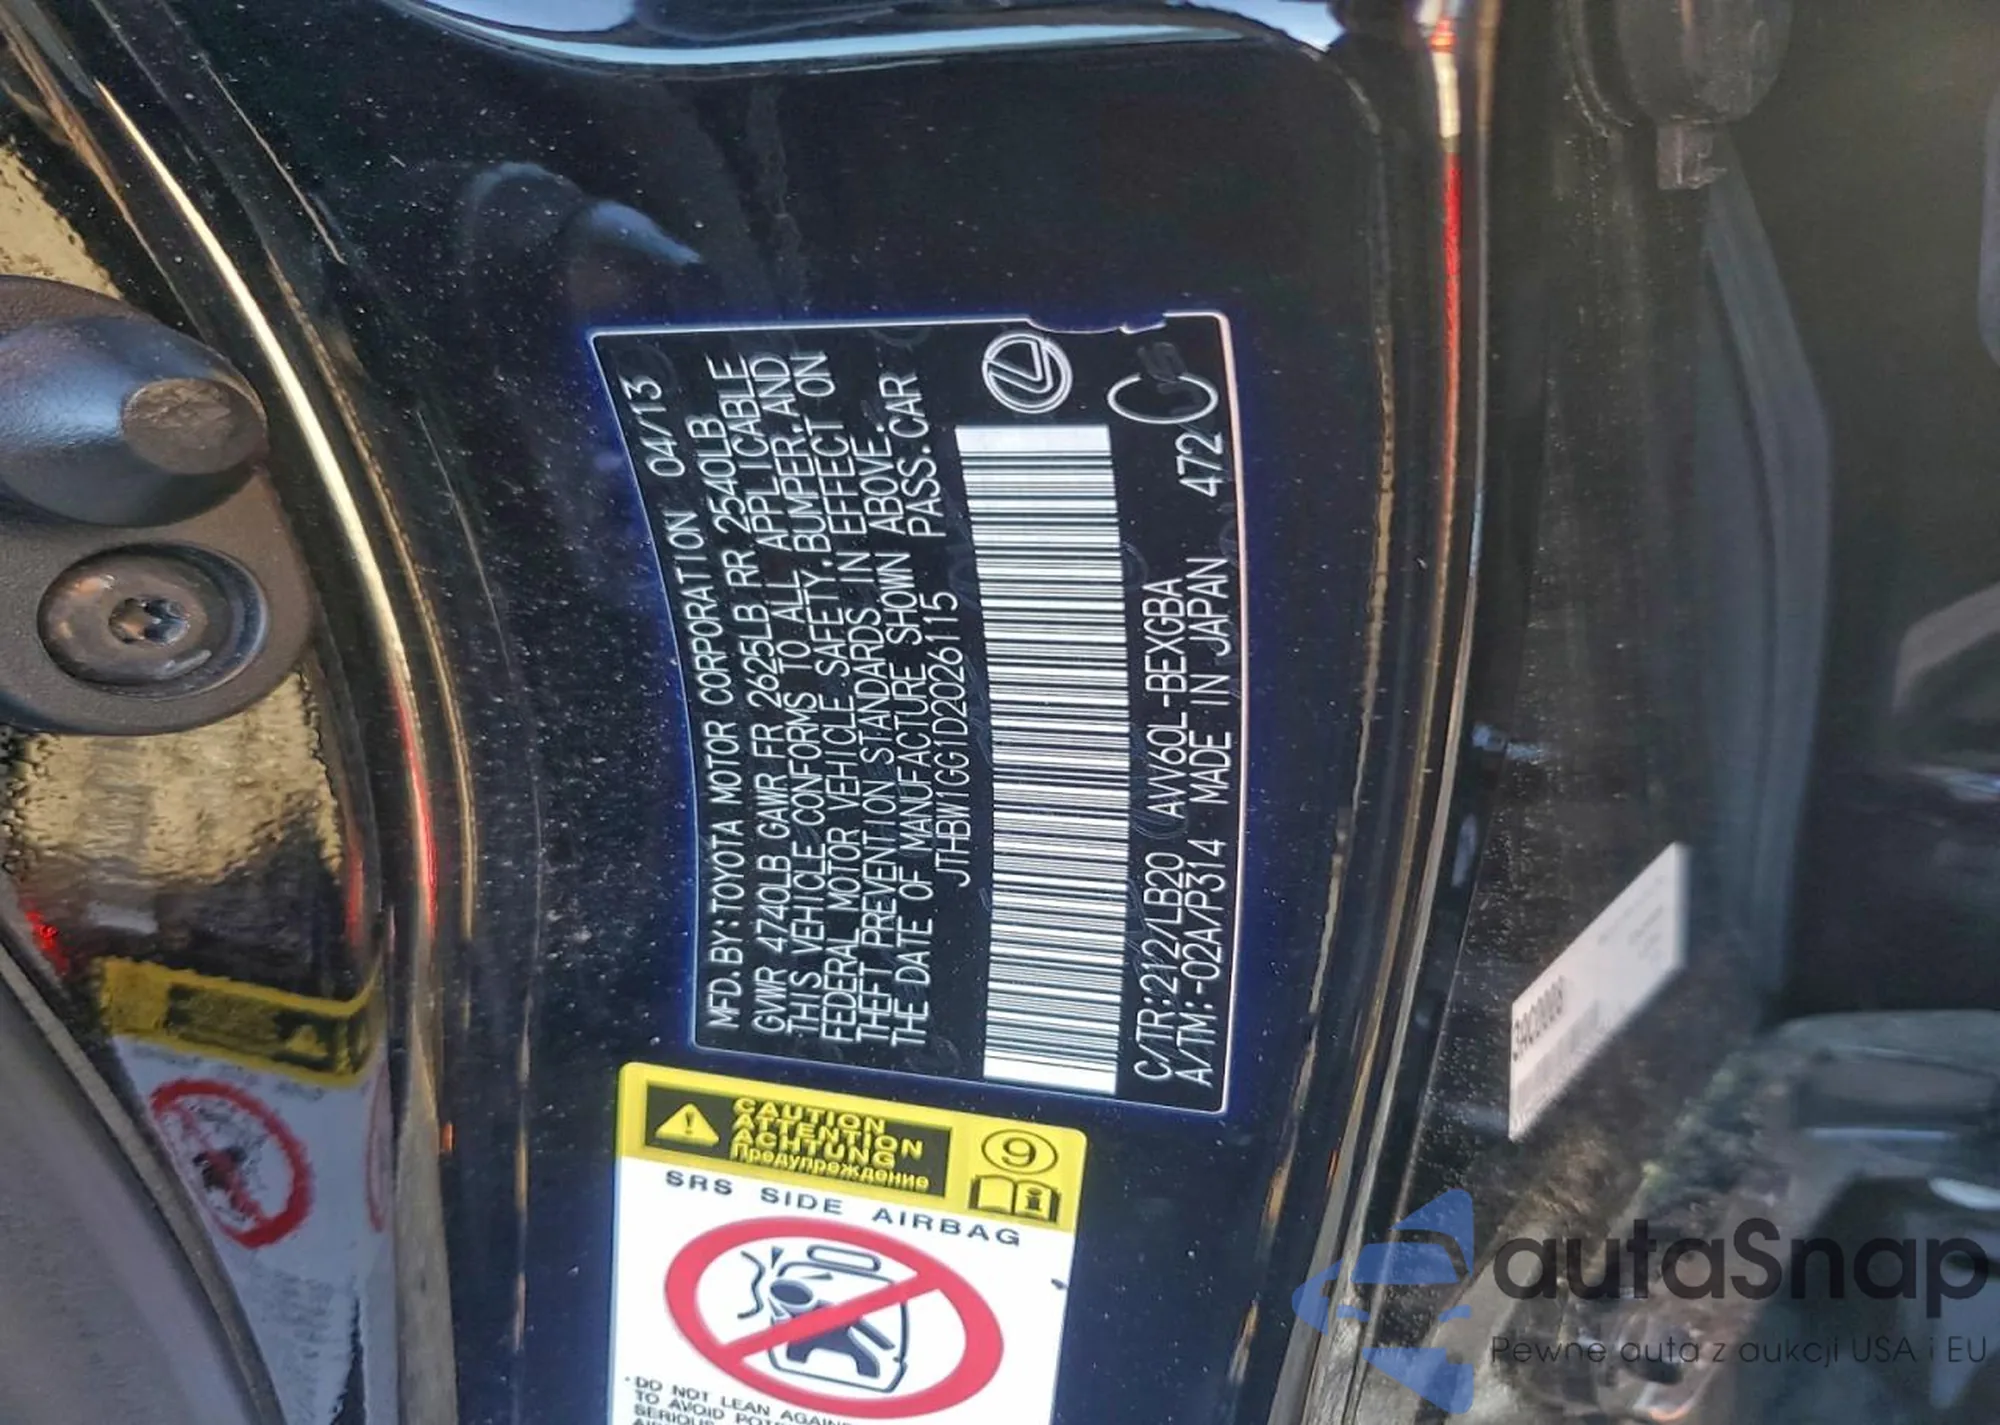 MFD.BY:TOYOTA MOTOR CORPORATION 04/13
GVWR 4740LB GAWR FR 2625LB RR 2540LB
THIS VEHICLE CONFORMS TO ALL APPLICABLE
FEDERAL MOTOR VEHICLE SAFETY,BUMPER,AND
THEFT PREVENTION STANDARDS IN EFFECT ON
THE DATE OF MANUFACTURE SHOWN ABOVE.
JTHBW1GG1D2026115 PASS.CAR
C/TR:212/LB20 AVV60L-BEXGBA
A/TM:-02A/P314 MADE IN JAPAN 472
CAUTION
ATTENTION
ACHTUNG
Предупреждение
9
SRS SIDE AIRBAG
·DO NOT LEAN
TO AVOID
SERIOUS
autaSnap
Pewne auta z aukcji USA i EU